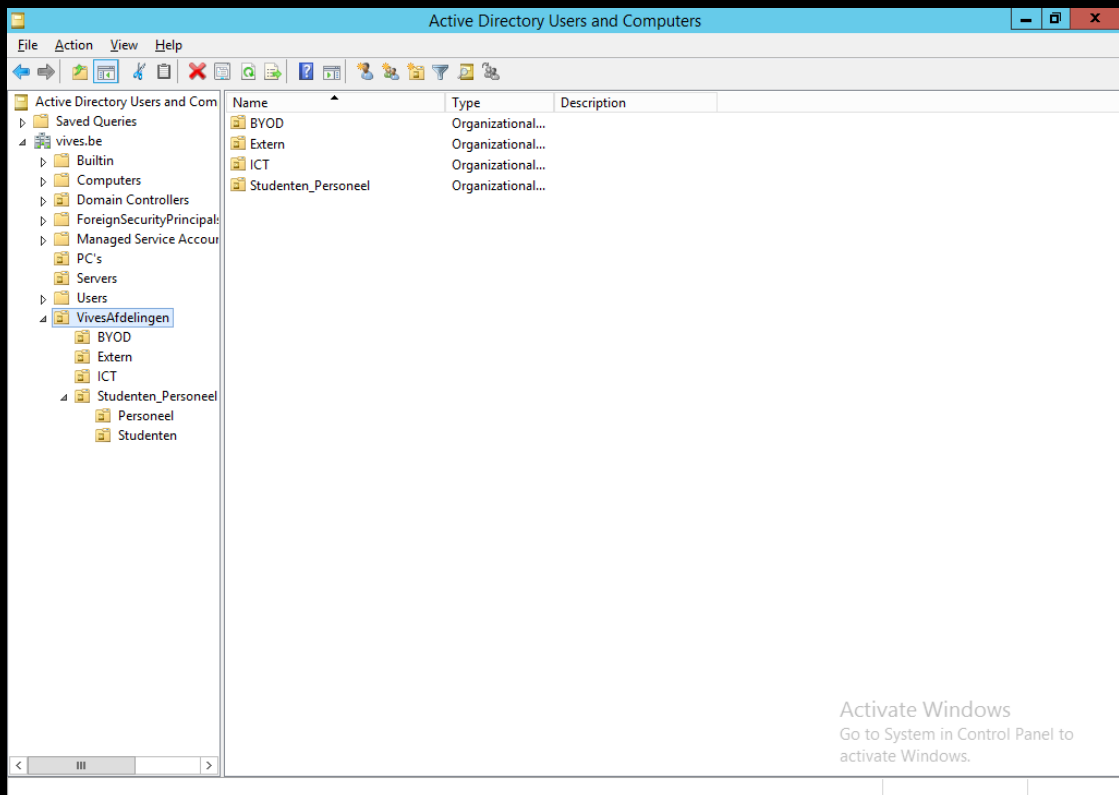 Active Directory Users and Computers
File Action View Help
Active Directory Users and Com
Saved Queries
vives.be
Builtin
Computers
Domain Controllers
ForeignSecurityPrincipals
Managed Service Accour
PC's
Servers
Users
VivesAfdelingen
BYOD
Extern
ICT
Studenten_Personeel
Personeel
Studenten
Name Type Description
BYOD Organizational...
Extern Organizational...
ICT Organizational...
Studenten_Personeel Organizational...
Activate Windows
Go to System in Control Panel to
activate Windows.